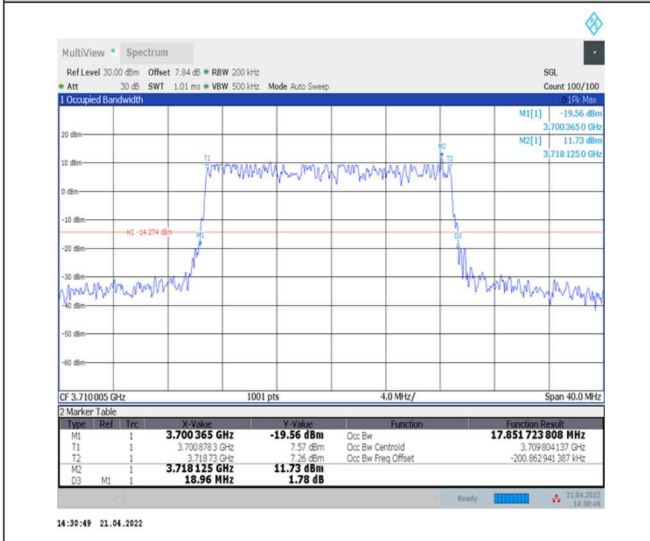 MultiView Spectrum
Ref Level 30.00 dBm Offset 7.84 dB RBW 200 kHz SGL
Att 30 dB SWT 1.01 ms VBW 500 kHz Mode Auto Sweep Count 100/100
1 Occupied Bandwidth 1Pk Max
M1[1] -19.56 dBm
3.700 365 0 GHz
M2[1] 11.73 dBm
3.718 125 0 GHz
20 dBm
M2
T1 T2
10 dBm
0 dBm
-10 dBm
H1 -14.274 dBm
M1 D3
-20 dBm
-30 dBm
-40 dBm
-50 dBm
-60 dBm
CF 3.710 005 GHz 1001 pts 4.0 MHz/ Span 40.0 MHz
2 Marker Table
Type Ref Trc X-Value Y-Value Function Function Result
M1 1 3.700 365 GHz -19.56 dBm Occ Bw 17.851 723 808 MHz
T1 1 3.700 878 3 GHz 7.57 dBm Occ Bw Centroid 3.709 804 137 GHz
T2 1 3.718 73 GHz 7.26 dBm Occ Bw Freq Offset -200.862 941 387 kHz
M2 1 3.718 125 GHz 11.73 dBm
D3 M1 1 18.96 MHz 1.78 dB
Ready 21.04.2022
14:30:48
14:30:49 21.04.2022